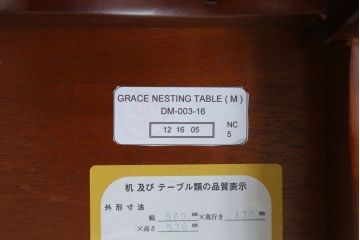 GRACE NESTING TABLE ( M )
DM-003-16
12 16 05
NC
5
机 及び テーブル類の品質表示
外 形 寸 法
幅 560 ㎜×奥行き 420 ㎜
×高さ 530 ㎜